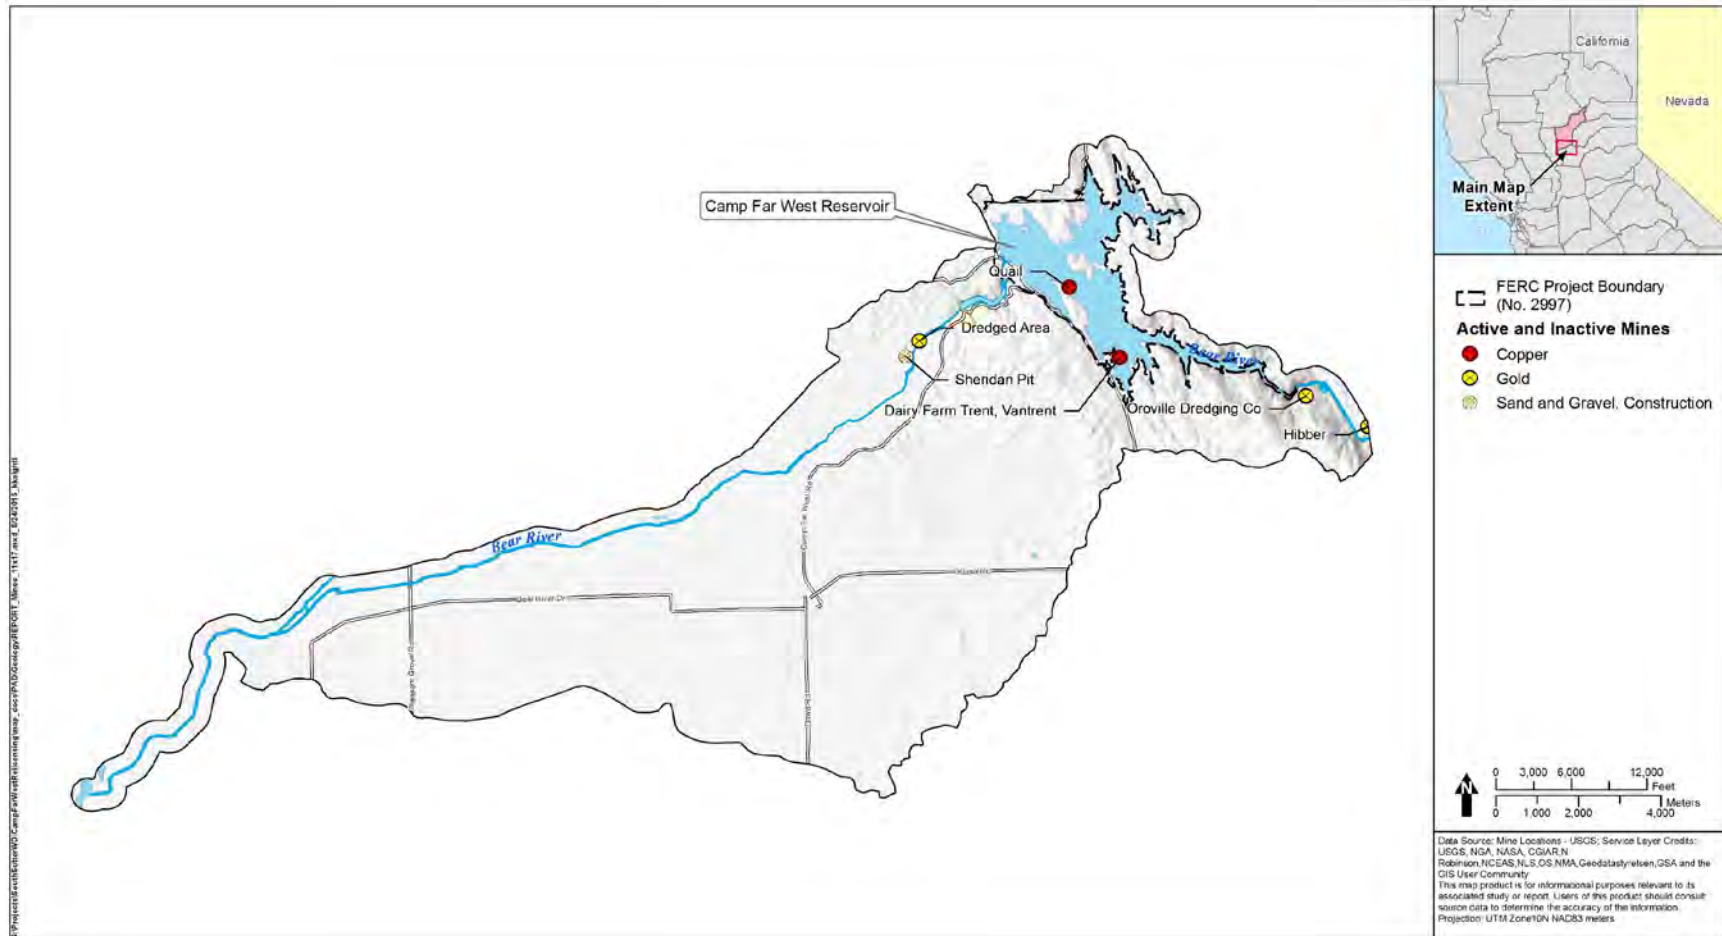 California
Nevada
Main Map
Extent
Camp Far West Reservoir
Quail
Dredged Area
Sheridan Pit
Dairy Farm Trent, Vantrent
Bear River
Oroville Dredging Co
Hibber
Bear River
FERC Project Boundary
(No. 2997)
Active and Inactive Mines
Copper
Gold
Sand and Gravel, Construction
N
0 3,000 6,000 12,000
Feet
Meters
0 1,000 2,000 4,000
Data Source: Mine Locations - USGS; Service Layer Credits:
USGS, NGA, NASA, CGIAR,N
Robinson,NCEAS,NLS,OS,NMA,Geodatastyrelsen,GSA and the
GIS User Community
This map product is for informational purposes relevant to its
associated study or report. Users of this product should consult
source data to determine the accuracy of the information.
Projection: UTM Zone10N NAD83 meters